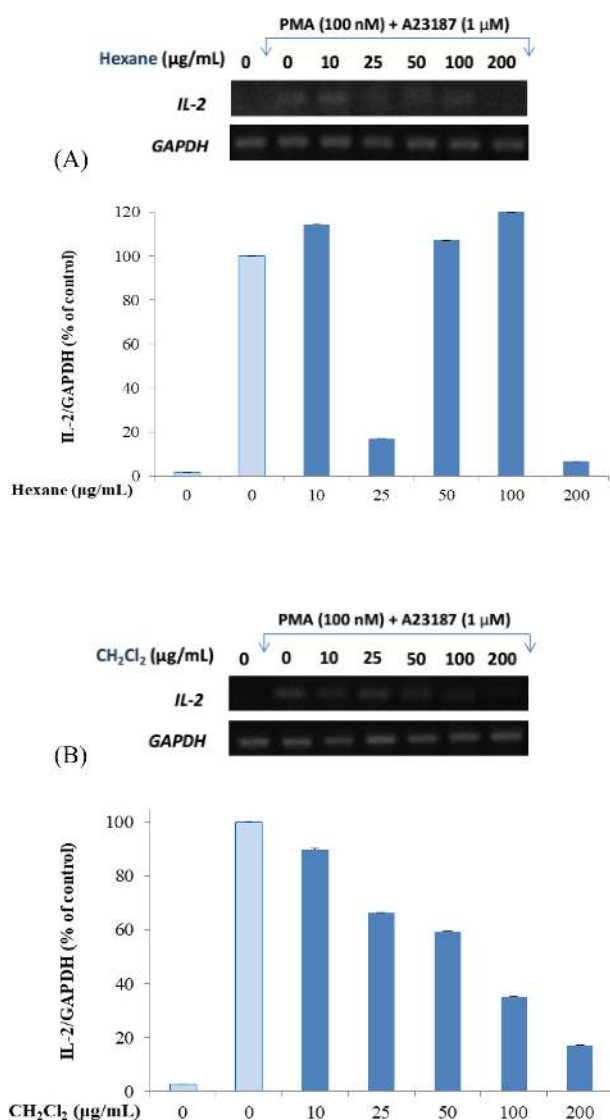 PMA (100 nM) + A23187 (1 μM)
Hexane (μg/mL) 0 0 10 25 50 100 200
IL-2
GAPDH
(A)
120
100
80
60
40
20
0
IL-2/GAPDH (% of control)
Hexane (μg/mL) 0 0 10 25 50 100 200
PMA (100 nM) + A23187 (1 μM)
CH₂Cl₂ (μg/mL) 0 0 10 25 50 100 200
IL-2
GAPDH
(B)
100
80
60
40
20
0
IL-2/GAPDH (% of control)
CH₂Cl₂ (μg/mL) 0 0 10 25 50 100 200